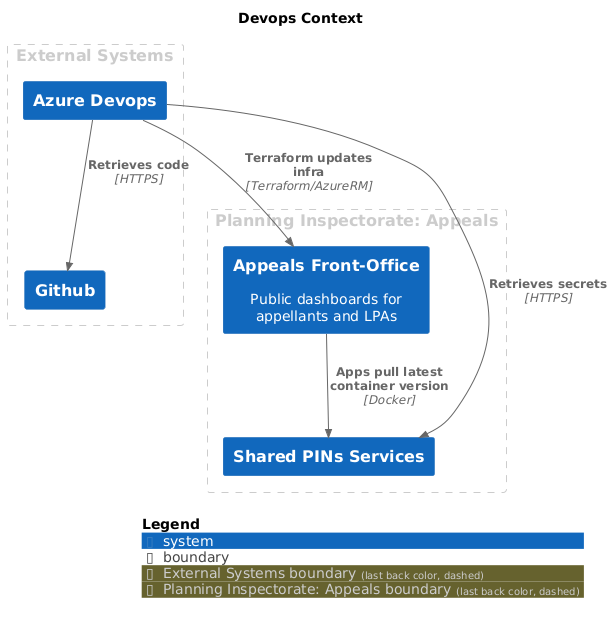 Devops Context
External Systems
Azure Devops
Retrieves code
[HTTPS]
Terraform updates
infra
[Terraform/AzureRM]
Planning Inspectorate: Appeals
Appeals Front-Office
Public dashboards for
appellants and LPAs
Github
Retrieves secrets
[HTTPS]
Apps pull latest
container version
[Docker]
Shared PINs Services
Legend
system
boundary
External Systems boundary (last back color, dashed)
Planning Inspectorate: Appeals boundary (last back color, dashed)